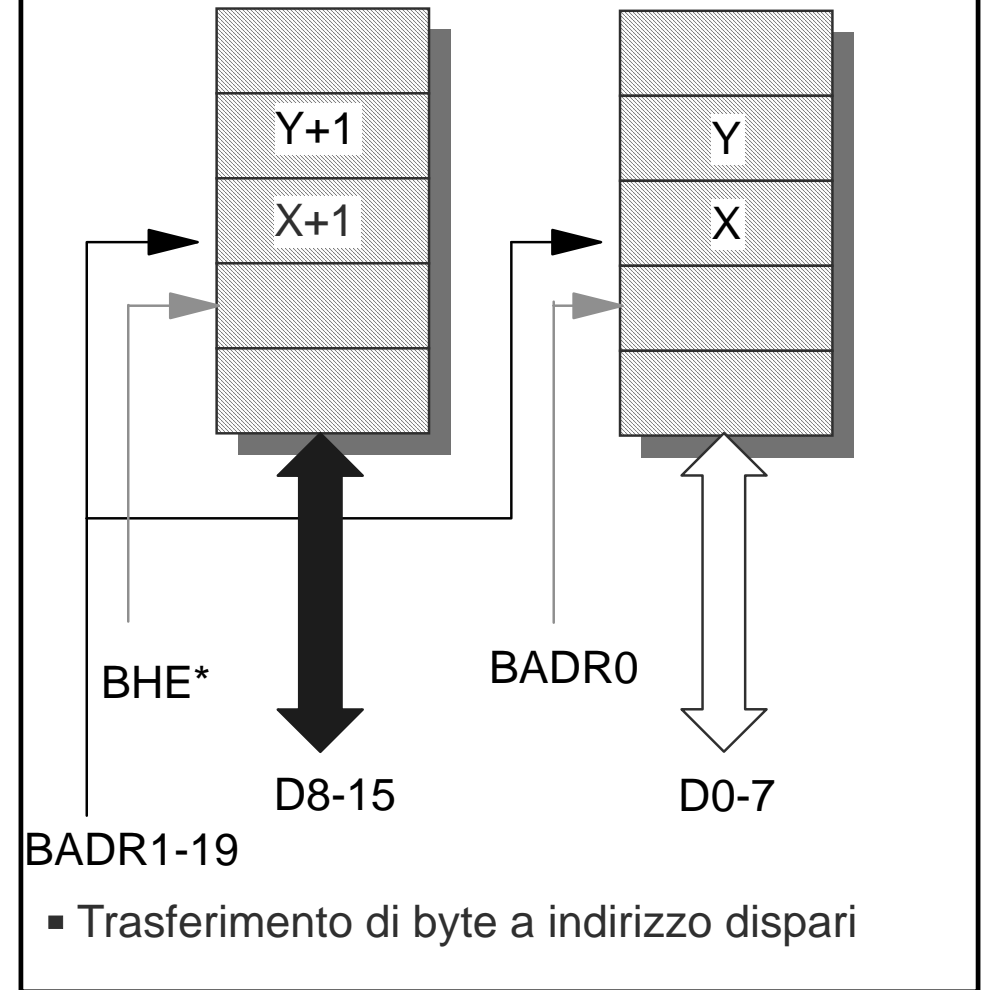 Y+1
Y
X+1
X
BHE*
BADR0
D8-15
D0-7
BADR1-19
▪ Trasferimento di byte a indirizzo dispari